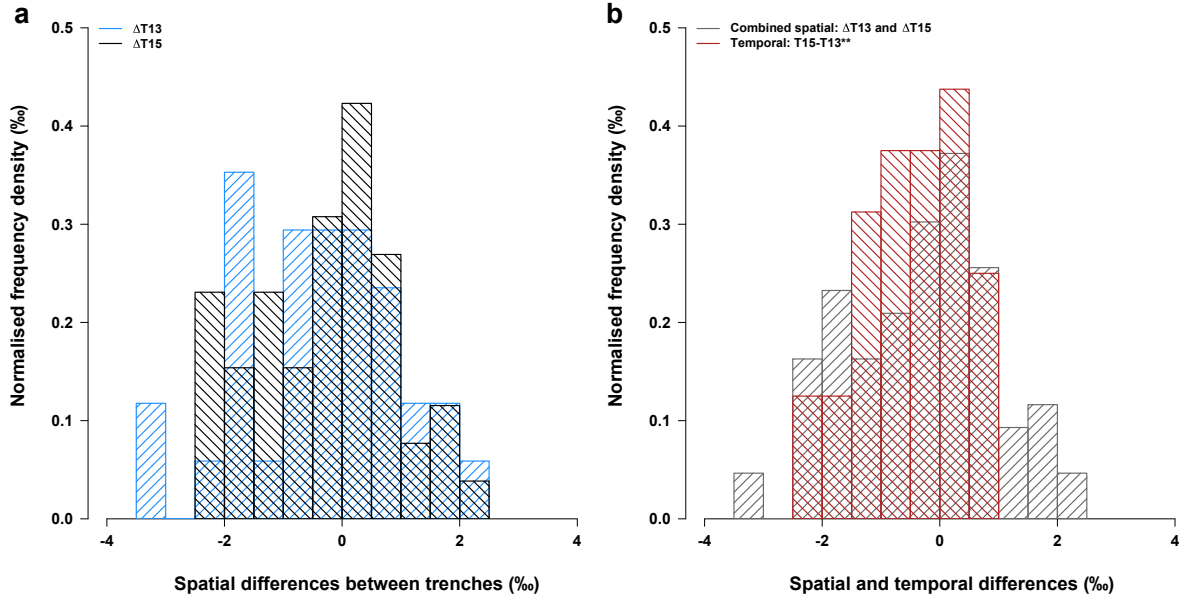 a
ΔT13
ΔT15
Normalised frequency density (‰)
0.5
0.4
0.3
0.2
0.1
0.0
-4
-2
0
2
4
Spatial differences between trenches (‰)
b
Combined spatial: ΔT13 and ΔT15
Temporal: T15-T13**
Normalised frequency density (‰)
0.5
0.4
0.3
0.2
0.1
0.0
-4
-2
0
2
4
Spatial and temporal differences (‰)